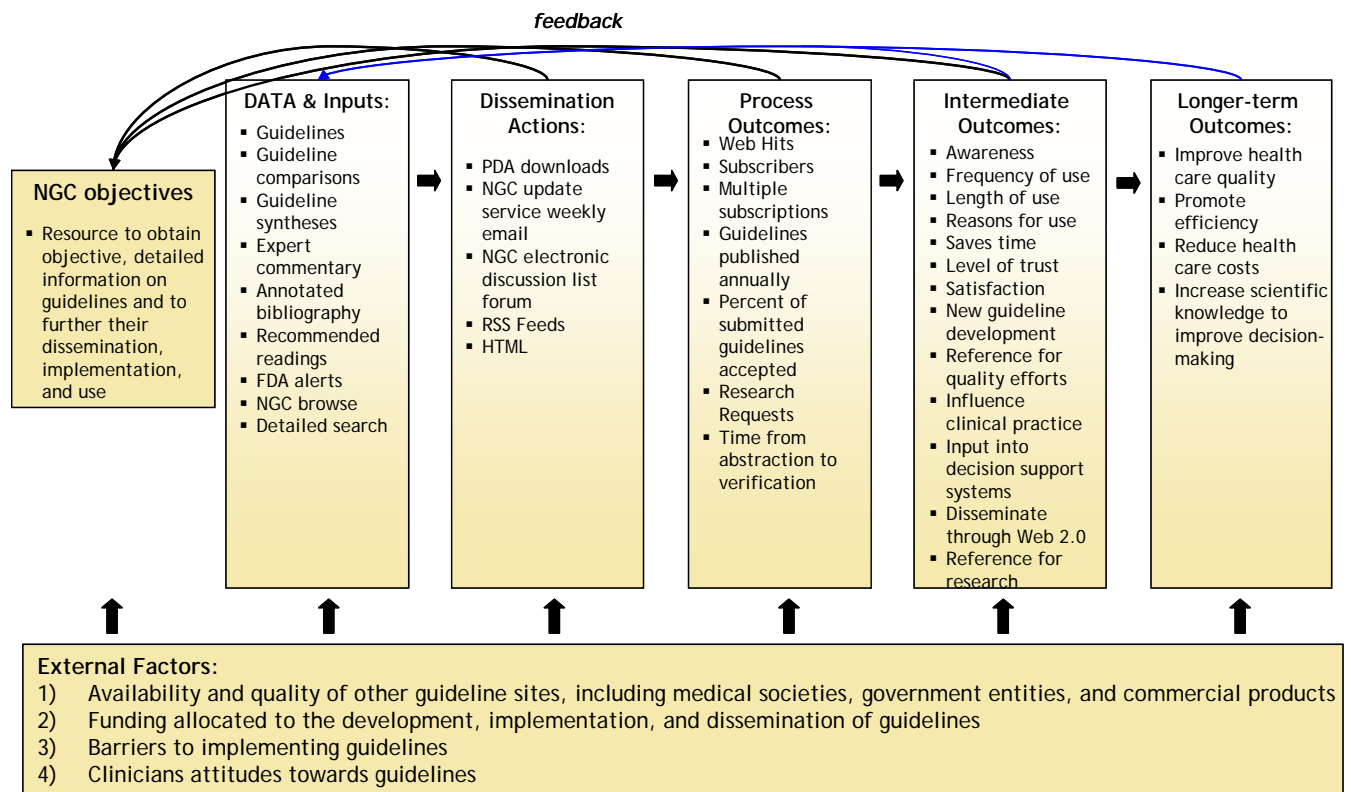 feedback
NGC objectives
▪ Resource to obtain
objective, detailed
information on
guidelines and to
further their
dissemination,
implementation,
and use
DATA & Inputs:
▪ Guidelines
▪ Guideline
comparisons
▪ Guideline
syntheses
▪ Expert
commentary
▪ Annotated
bibliography
▪ Recommended
readings
▪ FDA alerts
▪ NGC browse
▪ Detailed search
Dissemination
Actions:
▪ PDA downloads
▪ NGC update
service weekly
email
▪ NGC electronic
discussion list
forum
▪ RSS Feeds
▪ HTML
Process
Outcomes:
▪ Web Hits
▪ Subscribers
▪ Multiple
subscriptions
▪ Guidelines
published
annually
▪ Percent of
submitted
guidelines
accepted
▪ Research
Requests
▪ Time from
abstraction to
verification
Intermediate
Outcomes:
▪ Awareness
▪ Frequency of use
▪ Length of use
▪ Reasons for use
▪ Saves time
▪ Level of trust
▪ Satisfaction
▪ New guideline
development
▪ Reference for
quality efforts
▪ Influence
clinical practice
▪ Input into
decision support
systems
▪ Disseminate
through Web 2.0
▪ Reference for
research
Longer-term
Outcomes:
▪ Improve health
care quality
▪ Promote
efficiency
▪ Reduce health
care costs
▪ Increase scientific
knowledge to
improve decision-
making
External Factors:
1) Availability and quality of other guideline sites, including medical societies, government entities, and commercial products
2) Funding allocated to the development, implementation, and dissemination of guidelines
3) Barriers to implementing guidelines
4) Clinicians attitudes towards guidelines